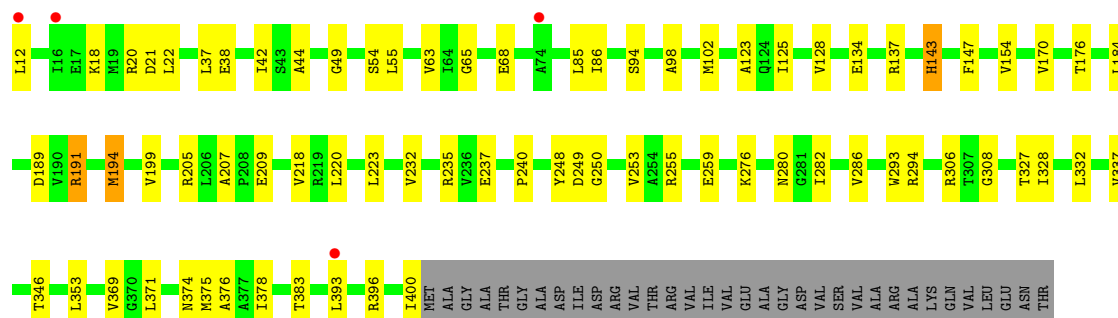 L12 I16 E17 K18 M19 R20 D21 L22 L37 E38 I42 S43 A44 G49 S54 L55 V63 I64 G65 E68 A74 L85 I86 S94 A98 M102 A123 Q124 I125 V128 E134 R137 H143 F147 V154 V170 T176 L184
D189 V190 R191 M194 V199 R205 L206 A207 P208 E209 V218 R219 L220 L223 V232 R235 V236 E237 P240 Y248 D249 G250 V253 A254 R255 E259 K276 N280 G281 I282 V286 W293 R294 R306 T307 G308 T327 I328 L332
T346 L353 V369 G370 L371 N374 M375 A376 A377 I378 T383 L393 R396 I400 MET ALA GLY ALA THR GLY ALA ASP ILE ASP ARG VAL THR ARG VAL ILE VAL GLU ALA GLY ASP VAL SER VAL ALA ARG ALA LYS GLN VAL LEU GLU ASN THR